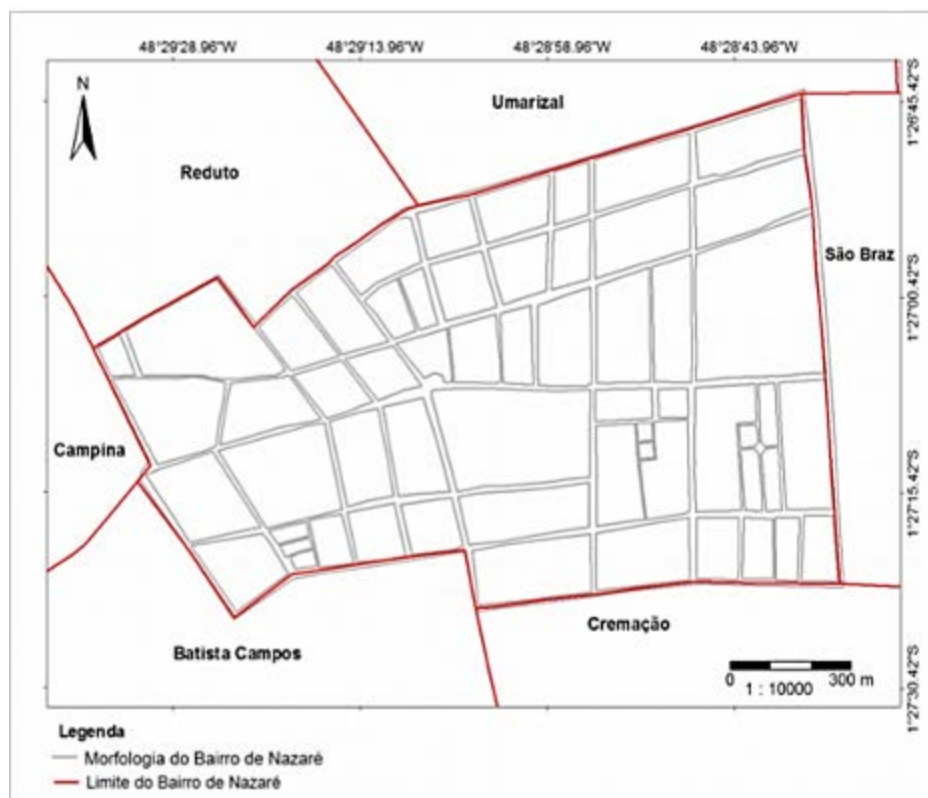 48°29'28.96"W 48°29'13.96"W 48°28'58.96"W 48°28'43.96"W
N
Umarizal
1°26'45.42"S
Reduto
São Braz
1°27'00.42"S
Campina
1°27'15.42"S
Cremação
Batista Campos
0 300 m
1 : 10000
1°27'30.42"S
Legenda
Morfologia do Bairro de Nazaré
Limite do Bairro de Nazaré